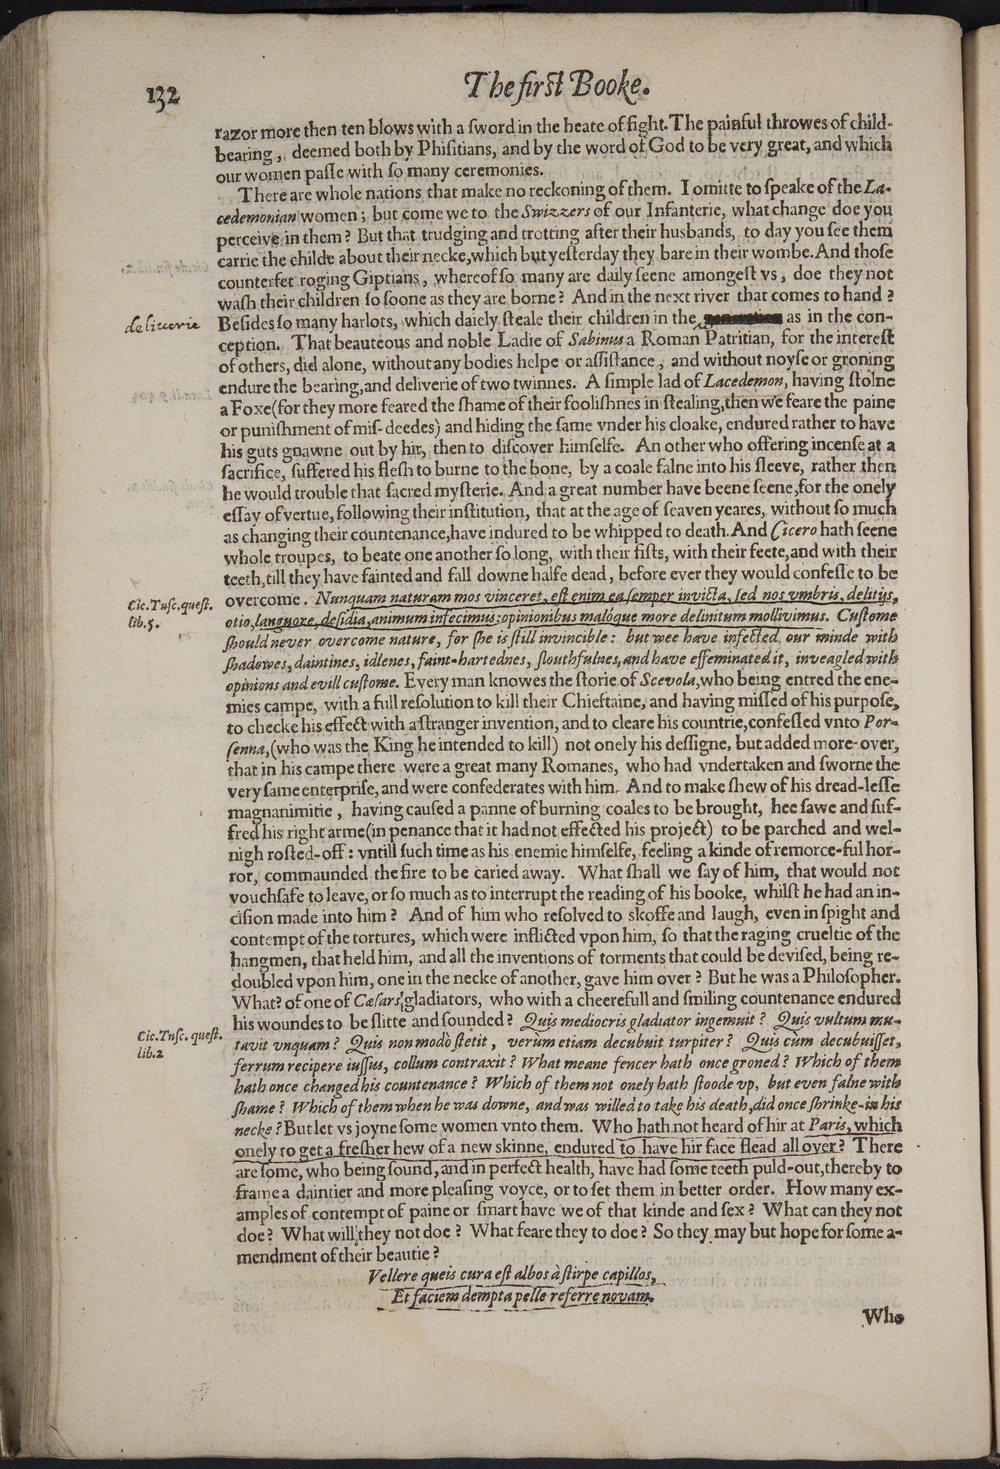 132
The first Booke.
razor more then ten blows with a ſword in the heate of fight. The painful throwes of child-
bearing, deemed both by Phiſitians, and by the word of God to be very great, and which
our women paſſe with ſo many ceremonies.
There are whole nations that make no reckoning of them. I omitte to ſpeake of the La-
cedemonian women; but come we to the Swizzers of our Infanterie, what change doe you
perceive in them? But that trudging and trotting after their husbands, to day you ſee them
carrie the childe about their necke, which but yeſterday they bare in their wombe. And thoſe
counterfet roging Giptians, whereof ſo many are daily ſeene amongeſt vs, doe they not
waſh their children ſo ſoone as they are borne? And in the next river that comes to hand?
deliverie
Beſides ſo many harlots, which daiely ſteale their children in the generation as in the con-
ception. That beauteous and noble Ladie of Sabinus a Roman Patritian, for the intereſt
of others, did alone, without any bodies helpe or aſſiſtance, and without noyſe or groning
endure the bearing, and deliverie of two twinnes. A ſimple lad of Lacedemon, having ſtolne
a Foxe (for they more feared the ſhame of their fooliſhnes in ſtealing, then we feare the paine
or puniſhment of miſ-deedes) and hiding the ſame vnder his cloake, endured rather to have
his guts gnawne out by hir, then to diſcover himſelfe. An other who offering incenſe at a
ſacrifice, ſuffered his fleſh to burne to the bone, by a coale falne into his ſleeve, rather then
he would trouble that ſacred myſterie. And a great number have beene ſeene, for the onely
eſſay of vertue, following their inſtitution, that at the age of ſeaven yeares, without ſo much
as changing their countenance, have indured to be whipped to death. And Cicero hath ſeene
whole troupes, to beate one another ſo long, with their fiſts, with their feete, and with their
teeth, till they have fainted and fall downe halfe dead, before ever they would confeſſe to be
Cic. Tuſc. queſt.
lib. 5.
overcome. Nunquam naturam mos vinceret, eſt enim ea ſemper invicta, ſed nos vmbris, delitijs,
otio, languore, deſidia, animum infecimus: opinionibus malóque more delinitum mollivimus. Cuſtome
ſhould never overcome nature, for ſhe is ſtill invincible: but wee have infected our minde with
ſhadowes, daintines, idlenes, faint-hartednes, ſlouthfulnes, and have effeminated it, inveagled with
opinions and evill cuſtome. Every man knowes the ſtorie of Scevola, who being entred the ene-
mies campe, with a full reſolution to kill their Chieftaine, and having miſſed of his purpoſe,
to checke his effect with a ſtranger invention, and to cleare his countrie, confeſſed vnto Por-
ſenna, (who was the King he intended to kill) not onely his deſſigne, but added more-over,
that in his campe there were a great many Romanes, who had vndertaken and ſworne the
very ſame enterpriſe, and were confederates with him. And to make ſhew of his dread-leſſe
magnanimitie, having cauſed a panne of burning coales to be brought, hee ſawe and ſuf-
fred his right arme (in penance that it had not effected his project) to be parched and wel-
nigh roſted-off: vntill ſuch time as his enemie himſelfe, feeling a kinde of remorce-ful hor-
ror, commaunded the fire to be caried away. What ſhall we ſay of him, that would not
vouchſafe to leave, or ſo much as to interrupt the reading of his booke, whilſt he had an in-
ciſion made into him? And of him who reſolved to skoffe and laugh, even in ſpight and
contempt of the tortures, which were inflicted vpon him, ſo that the raging crueltie of the
hangmen, that held him, and all the inventions of torments that could be deviſed, being re-
doubled vpon him, one in the necke of another, gave him over? But he was a Philoſopher.
What? of one of Cæſars gladiators, who with a cheerefull and ſmiling countenance endured
Cic. Tuſc. queſt.
lib. 2
his woundes to be ſlitte and ſounded? Quis mediocris gladiator ingemuit? Quis vultum mu-
tavit vnquam? Quis non modò ſtetit, verùm etiam decubuit turpiter? Quis cùm decubuiſſet,
ferrum recipere iuſſus, collum contraxit? What meane fencer hath once groned? Which of them
hath once changed his countenance? Which of them not onely hath ſtoode vp, but even falne with
ſhame? Which of them when he was downe, and was willed to take his death, did once ſhrinke-in his
necke? But let vs joyne ſome women vnto them. Who hath not heard of hir at Paris, which
onely to get a freſher hew of a new skinne, endured to have hir face flead all over? There
are ſome, who being ſound, and in perfect health, have had ſome teeth puld-out, thereby to
frame a daintier and more pleaſing voyce, or to ſet them in better order. How many ex-
amples of contempt of paine or ſmart have we of that kinde and ſex? What can they not
doe? What will they not doe? What feare they to doe? So they may but hope for ſome a-
mendment of their beautie?
Vellere queis cura eſt albos à ſtirpe capillos,
Et faciem dempta pelle referre novam.
Who